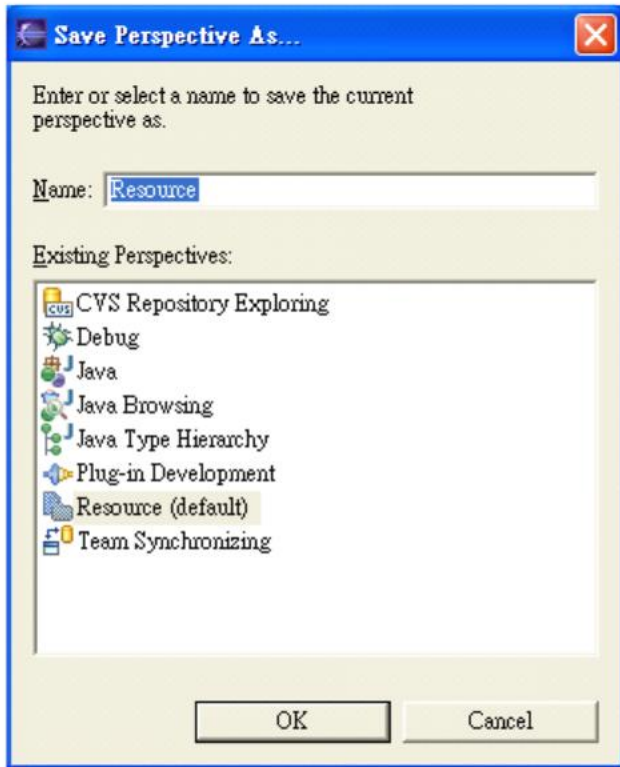 Save Perspective As...
Enter or select a name to save the current
perspective as.
Name: Resource
Existing Perspectives:
CVS CVS Repository Exploring
Debug
Java
Java Browsing
Java Type Hierarchy
Plug-in Development
Resource (default)
Team Synchronizing
OK Cancel